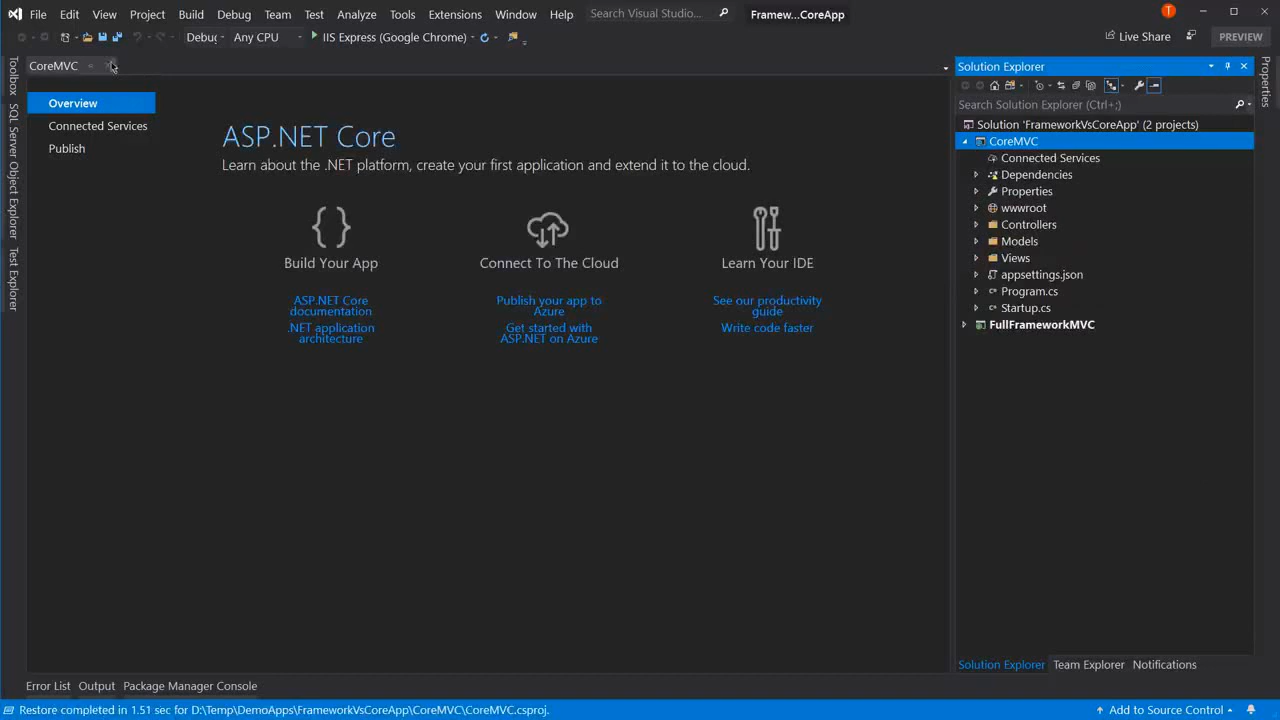 File Edit View Project Build Debug Team Test Analyze Tools Extensions Window Help Search Visual Studio... Framew...CoreApp
Debug Any CPU IIS Express (Google Chrome) Live Share PREVIEW
CoreMVC
Toolbox
SQL Server Object Explorer
Test Explorer
Overview
Connected Services
Publish
ASP.NET Core
Learn about the .NET platform, create your first application and extend it to the cloud.
{ }
Build Your App
ASP.NET Core
documentation
.NET application
architecture
Connect To The Cloud
Publish your app to
Azure
Get started with
ASP.NET on Azure
Learn Your IDE
See our productivity
guide
Write code faster
Solution Explorer
Search Solution Explorer (Ctrl+;)
Solution 'FrameworkVsCoreApp' (2 projects)
CoreMVC
Connected Services
Dependencies
Properties
wwwroot
Controllers
Models
Views
appsettings.json
Program.cs
Startup.cs
FullFrameworkMVC
Properties
Solution Explorer Team Explorer Notifications
Error List Output Package Manager Console
Restore completed in 1.51 sec for D:\Temp\DemoApps\FrameworkVsCoreApp\CoreMVC\CoreMVC.csproj. Add to Source Control
T